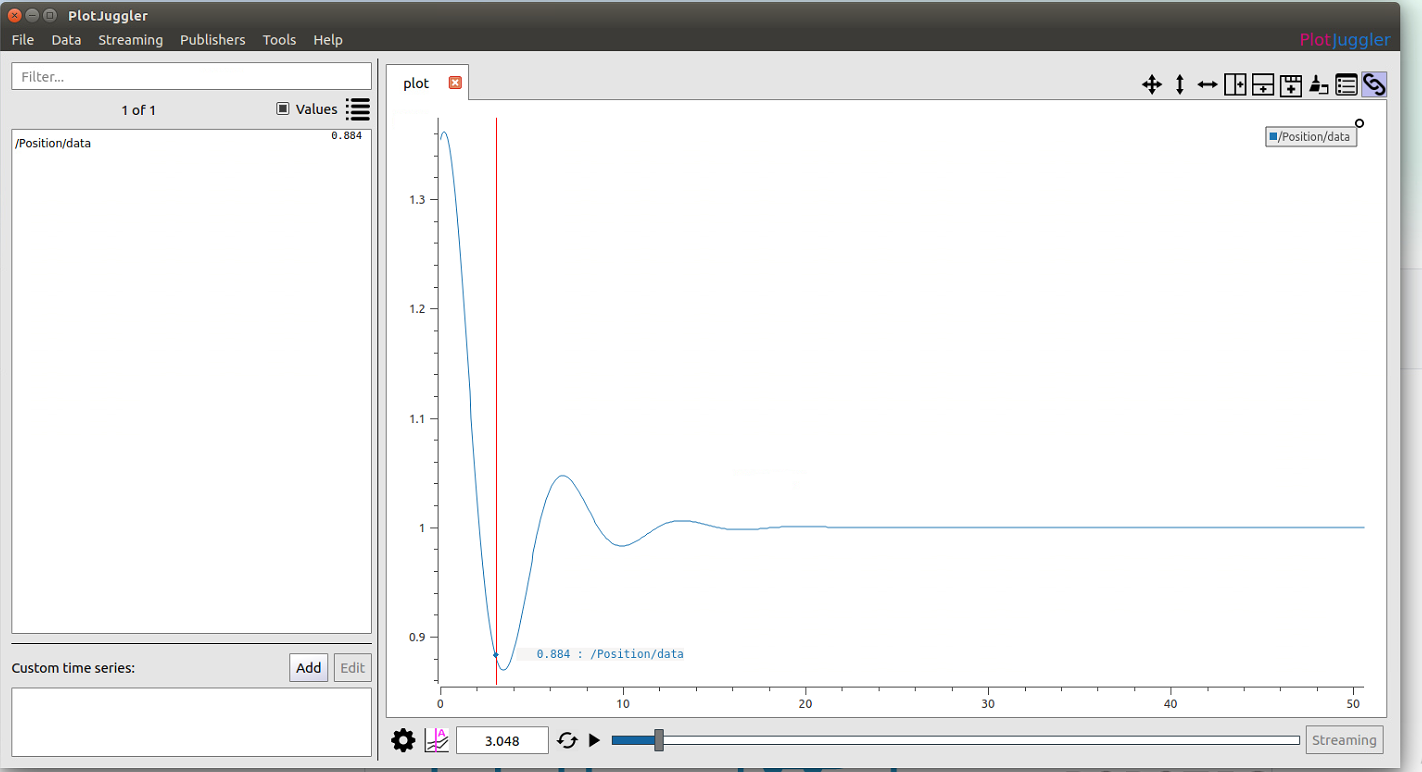 PlotJuggler
File Data Streaming Publishers Tools Help
PlotJuggler
Filter...
1 of 1
Values
/Position/data
0.884
Custom time series:
Add
Edit
plot
/Position/data
1.3
1.2
1.1
1
0.9
0.884 : /Position/data
0 10 20 30 40 50
A
3.048
Streaming